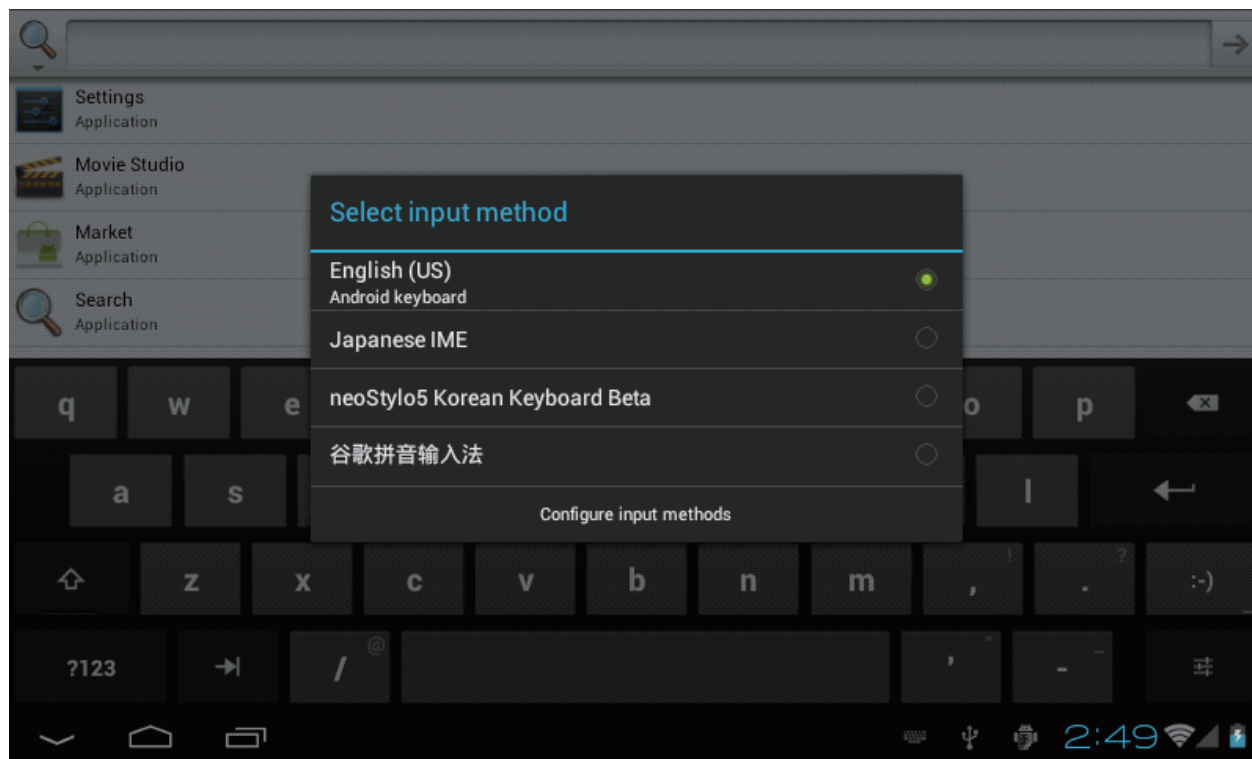 Settings
Application
Movie Studio
Application
Market
Application
Search
Application
Select input method
English (US)
Android keyboard
Japanese IME
neoStylo5 Korean Keyboard Beta
谷歌拼音输入法
Configure input methods
q w e o p
a s l
z x c v b n m , ! . ? :-)
?123 / @ ' " - _
2:49